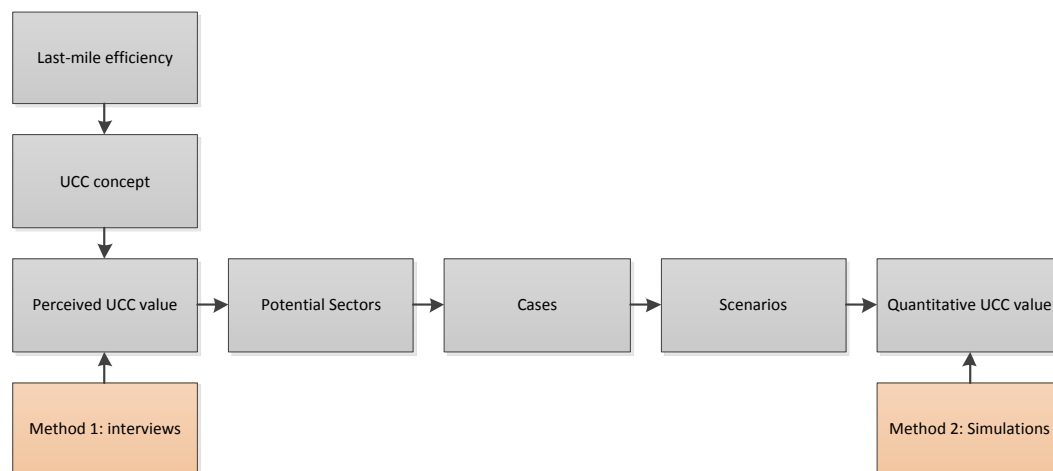 Last-mile efficiency
UCC concept
Perceived UCC value
Potential Sectors
Cases
Scenarios
Quantitative UCC value
Method 1: interviews
Method 2: Simulations